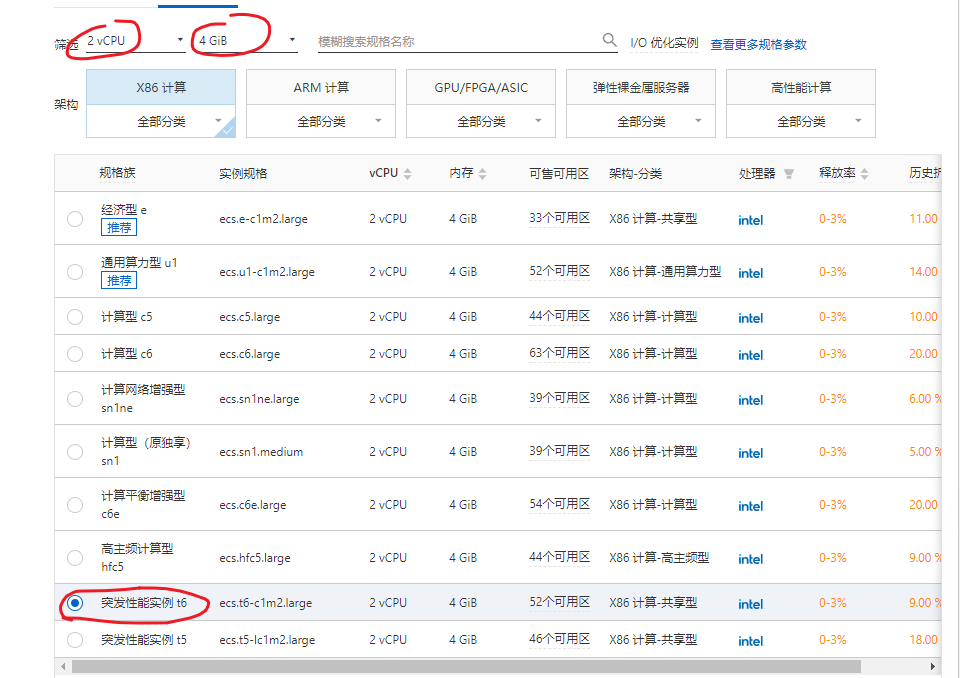 筛选 2 vCPU 4 GiB 模糊搜索规格名称 I/O 优化实例 查看更多规格参数
架构
X86 计算 ARM 计算 GPU/FPGA/ASIC 弹性裸金属服务器 高性能计算
全部分类 全部分类 全部分类 全部分类 全部分类
规格族 实例规格 vCPU 内存 可售可用区 架构-分类 处理器 释放率 历史折
经济型 e
推荐
ecs.e-c1m2.large 2 vCPU 4 GiB 33个可用区 X86 计算-共享型 intel 0-3% 11.00
通用算力型 u1
推荐
ecs.u1-c1m2.large 2 vCPU 4 GiB 52个可用区 X86 计算-通用算力型 intel 0-3% 14.00
计算型 c5 ecs.c5.large 2 vCPU 4 GiB 44个可用区 X86 计算-计算型 intel 0-3% 10.00
计算型 c6 ecs.c6.large 2 vCPU 4 GiB 63个可用区 X86 计算-计算型 intel 0-3% 20.00
计算网络增强型
sn1ne
ecs.sn1ne.large 2 vCPU 4 GiB 39个可用区 X86 计算-计算型 intel 0-3% 6.00 %
计算型（原独享）
sn1
ecs.sn1.medium 2 vCPU 4 GiB 39个可用区 X86 计算-计算型 intel 0-3% 5.00 %
计算平衡增强型
c6e
ecs.c6e.large 2 vCPU 4 GiB 54个可用区 X86 计算-计算型 intel 0-3% 20.00
高主频计算型
hfc5
ecs.hfc5.large 2 vCPU 4 GiB 44个可用区 X86 计算-高主频型 intel 0-3% 9.00 %
突发性能实例 t6 ecs.t6-c1m2.large 2 vCPU 4 GiB 52个可用区 X86 计算-共享型 intel 0-3% 9.00 %
突发性能实例 t5 ecs.t5-lc1m2.large 2 vCPU 4 GiB 46个可用区 X86 计算-共享型 intel 0-3% 18.00